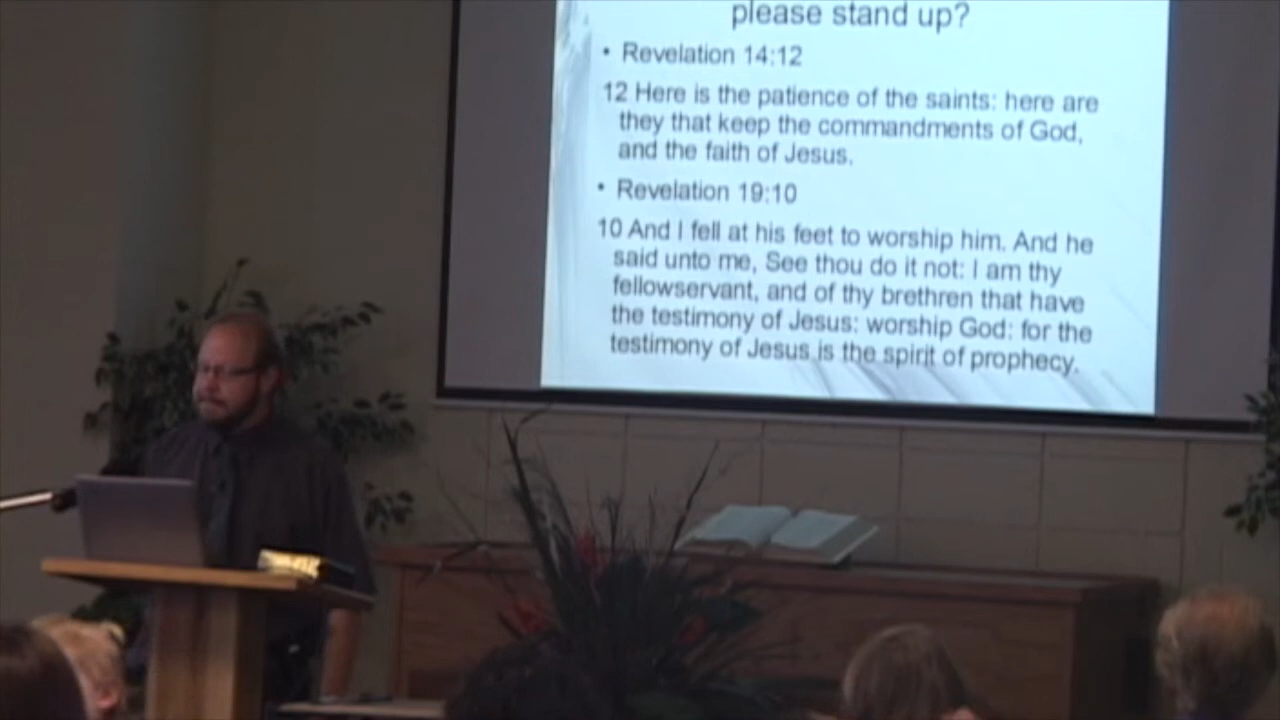 please stand up?
• Revelation 14:12
12 Here is the patience of the saints: here are
they that keep the commandments of God,
and the faith of Jesus.
• Revelation 19:10
10 And I fell at his feet to worship him. And he
said unto me, See thou do it not: I am thy
fellowservant, and of thy brethren that have
the testimony of Jesus: worship God: for the
testimony of Jesus is the spirit of prophecy.